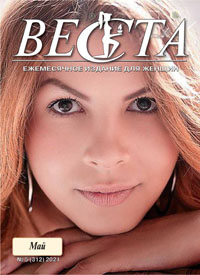 ВЕСТА
ЕЖЕМЕСЯЧНОЕ ИЗДАНИЕ ДЛЯ ЖЕНЩИН
Май
№5 (312) 2021